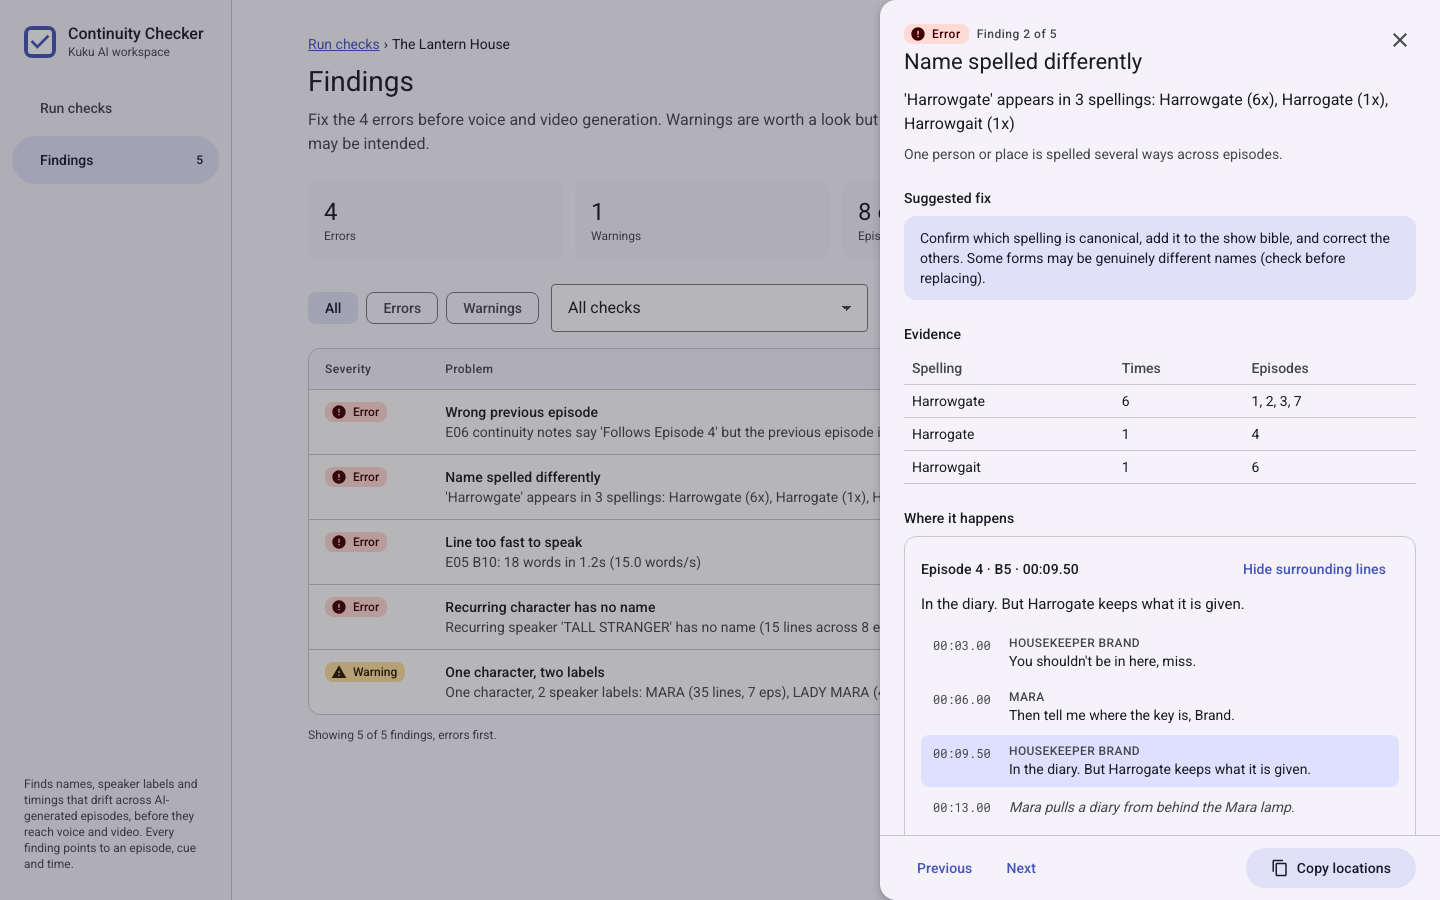 Continuity Checker
Kuku AI workspace
Run checks
Findings 5
Finds names, speaker labels and
timings that drift across AI-
generated episodes, before they
reach voice and video. Every
finding points to an episode, cue
and time.
Run checks › The Lantern House
Findings
Fix the 4 errors before voice and video generation. Warnings are worth a look but
may be intended.
4
Errors
1
Warnings
8
All
Errors
Warnings
All checks
Severity Problem
Error
Wrong previous episode
E06 continuity notes say 'Follows Episode 4' but the previous episode
Error
Name spelled differently
'Harrowgate' appears in 3 spellings: Harrowgate (6x), Harrogate (1x),
Error
Line too fast to speak
E05 B10: 18 words in 1.2s (15.0 words/s)
Error
Recurring character has no name
Recurring speaker 'TALL STRANGER' has no name (15 lines across 8
Warning
One character, two labels
One character, 2 speaker labels: MARA (35 lines, 7 eps), LADY MARA
Showing 5 of 5 findings, errors first.
Error Finding 2 of 5
Name spelled differently
'Harrowgate' appears in 3 spellings: Harrowgate (6x), Harrogate (1x),
Harrowgait (1x)
One person or place is spelled several ways across episodes.
Suggested fix
Confirm which spelling is canonical, add it to the show bible, and correct the
others. Some forms may be genuinely different names (check before
replacing).
Evidence
Spelling Times Episodes
Harrowgate 6 1, 2, 3, 7
Harrogate 1 4
Harrowgait 1 6
Where it happens
Episode 4 · B5 · 00:09.50 Hide surrounding lines
In the diary. But Harrogate keeps what it is given.
00:03.00 HOUSEKEEPER BRAND
You shouldn't be in here, miss.
00:06.00 MARA
Then tell me where the key is, Brand.
00:09.50 HOUSEKEEPER BRAND
In the diary. But Harrogate keeps what it is given.
00:13.00 Mara pulls a diary from behind the Mara lamp.
Previous Next Copy locations